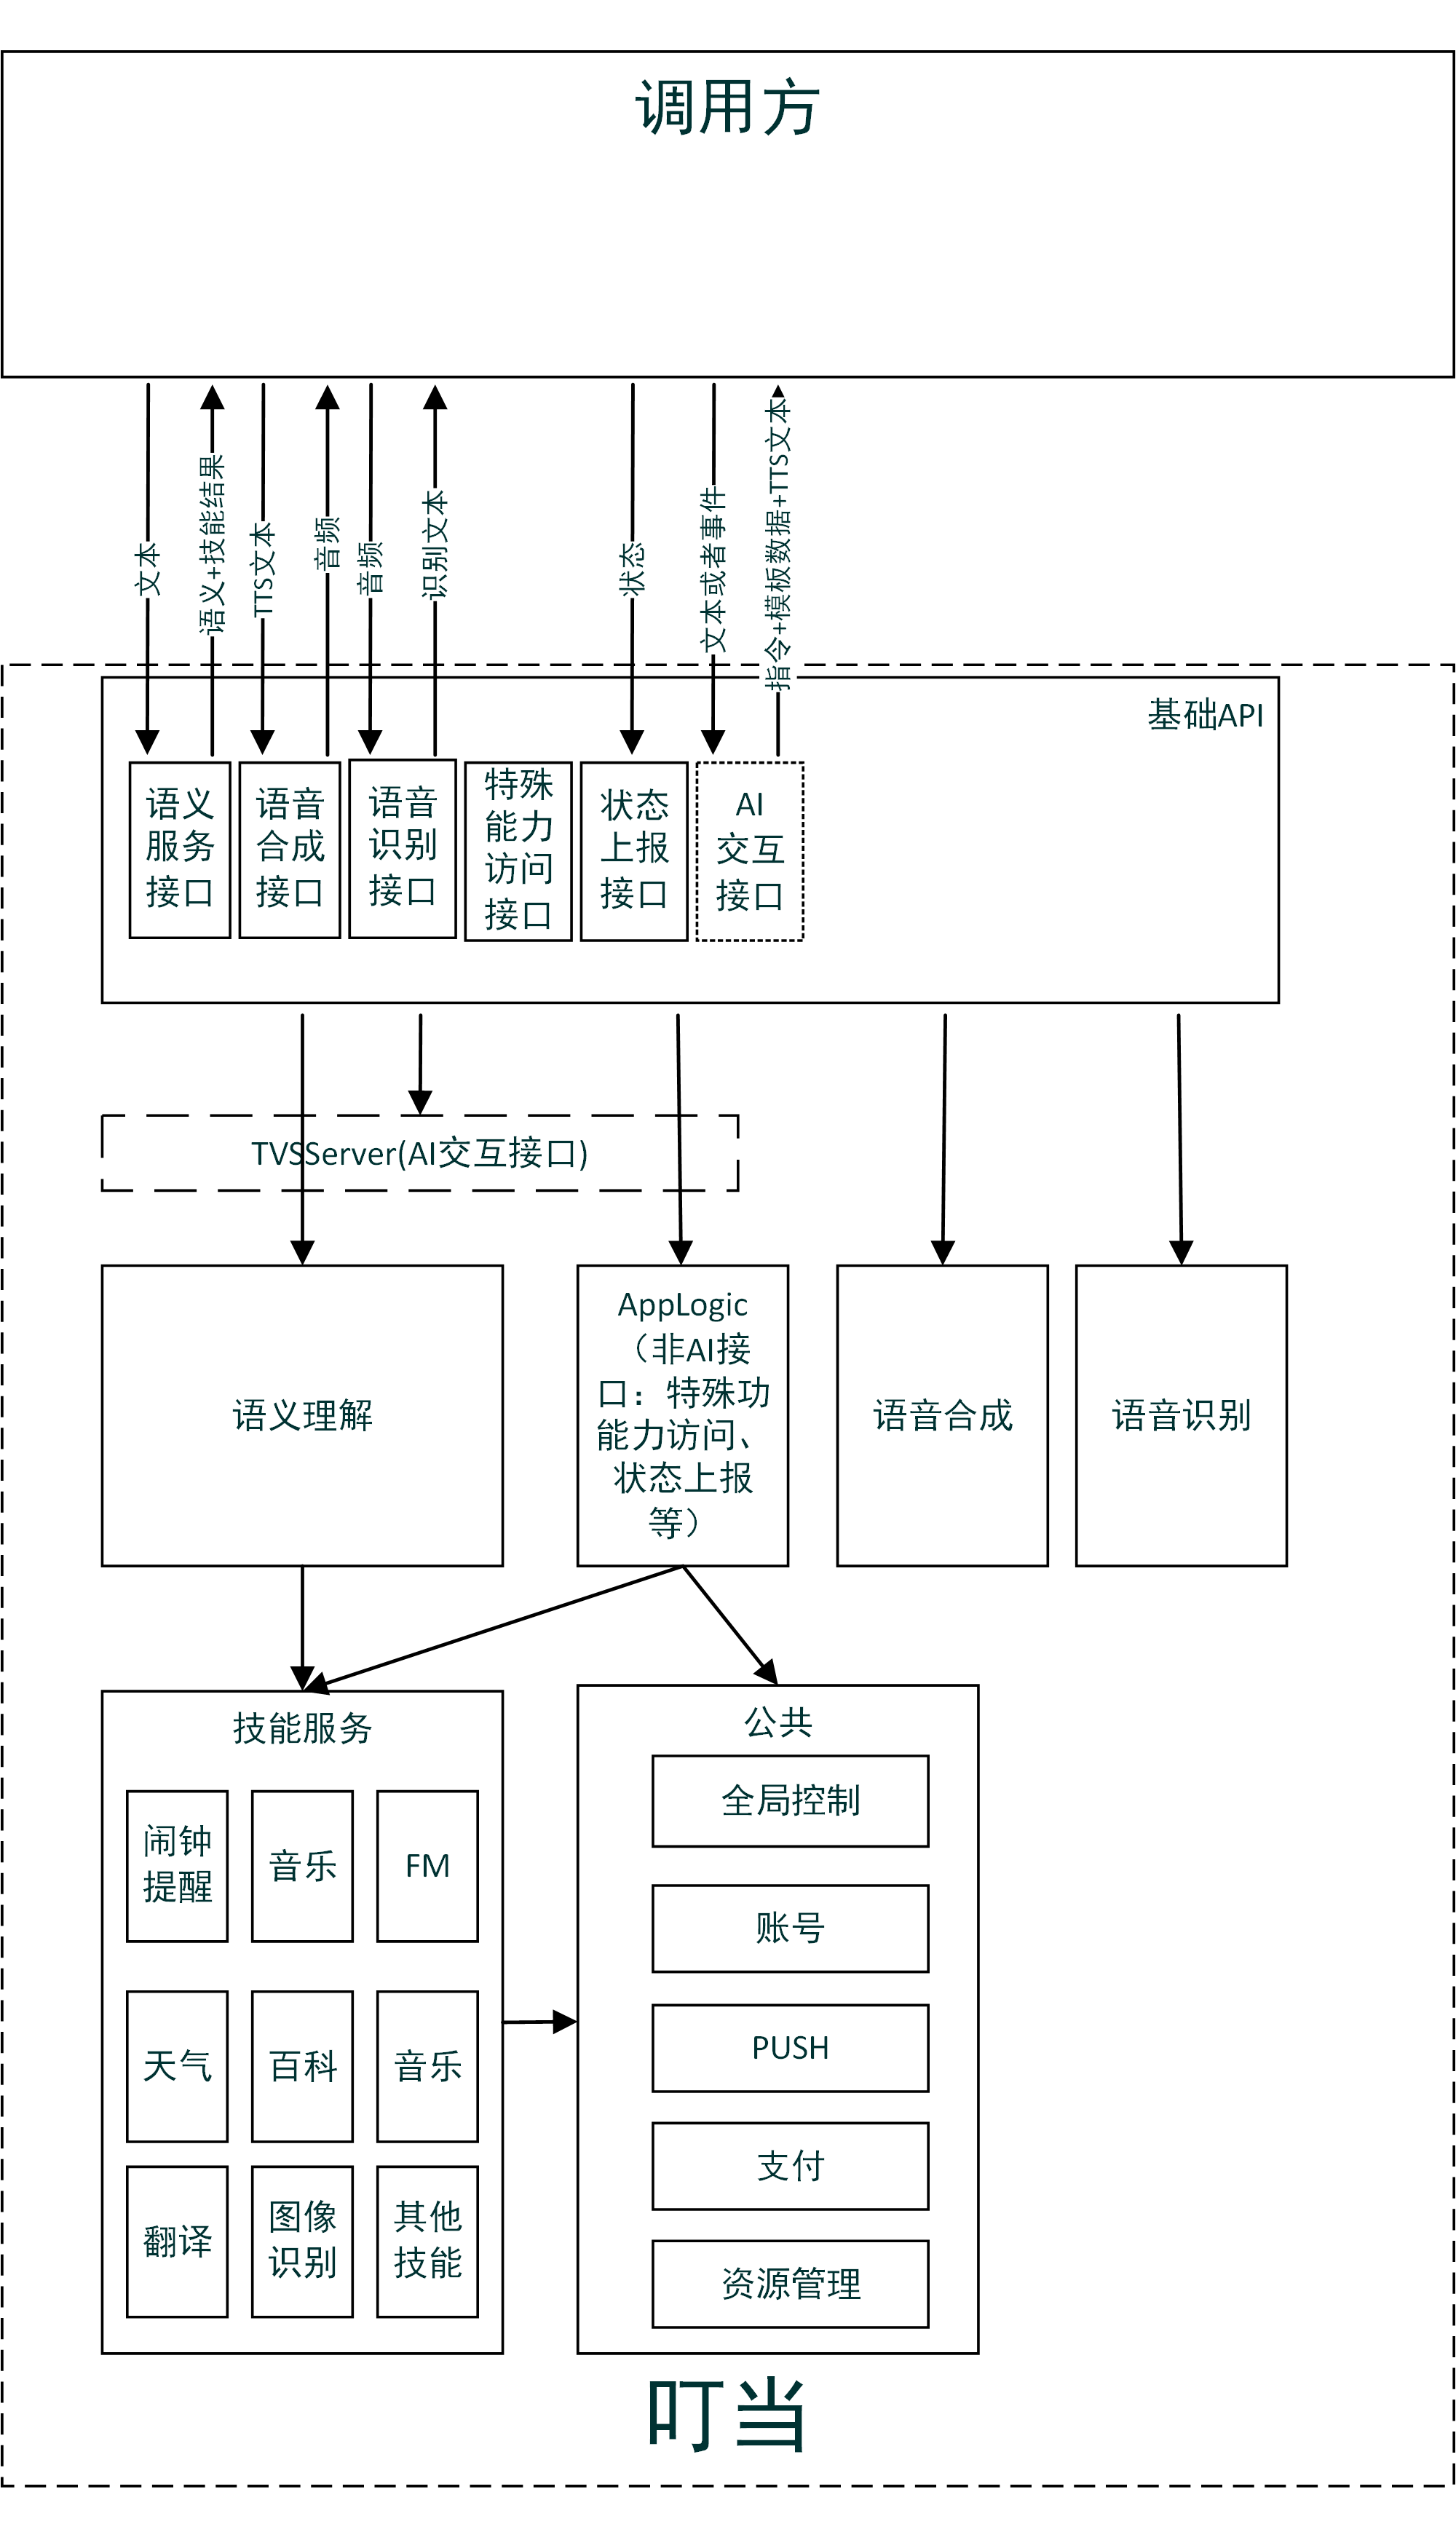 调用方
文本
语义+技能结果
TTS文本
音频
音频
识别文本
状态
文本或者事件
指令+模板数据+TTS文本
基础API
语义
服务
接口
语音
合成
接口
语音
识别
接口
特殊
能力
访问
接口
状态
上报
接口
AI
交互
接口
TVSServer(AI交互接口)
语义理解
AppLogic
（非AI接
口：特殊功
能力访问、
状态上报
等）
语音合成
语音识别
技能服务
闹钟
提醒
音乐
FM
天气
百科
音乐
翻译
图像
识别
其他
技能
公共
全局控制
账号
PUSH
支付
资源管理
叮当